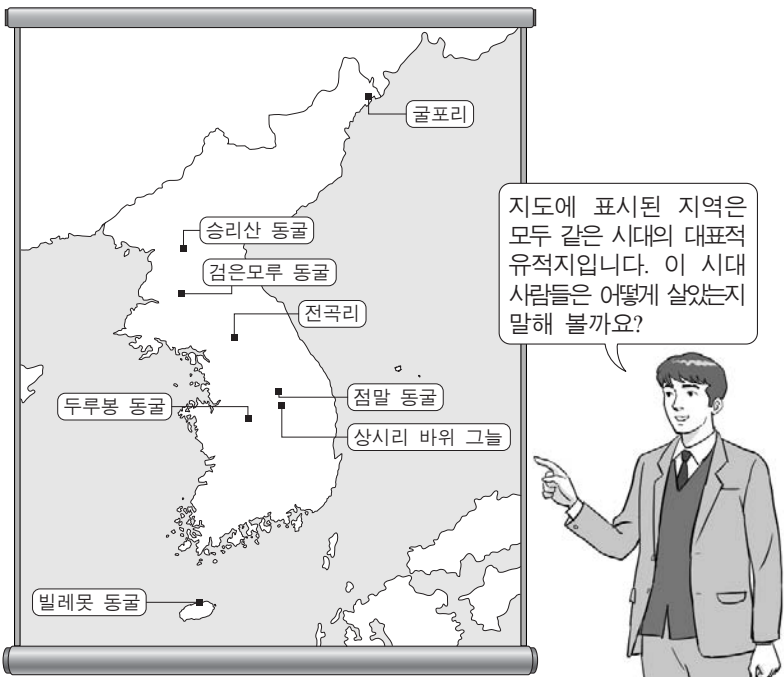 굴포리
승리산 동굴
검은모루 동굴
전곡리
점말 동굴
두루봉 동굴
상시리 바위 그늘
빌레못 동굴
지도에 표시된 지역은
모두 같은 시대의 대표적
유적지입니다. 이 시대
사람들은 어떻게 살았는지
말해 볼까요?